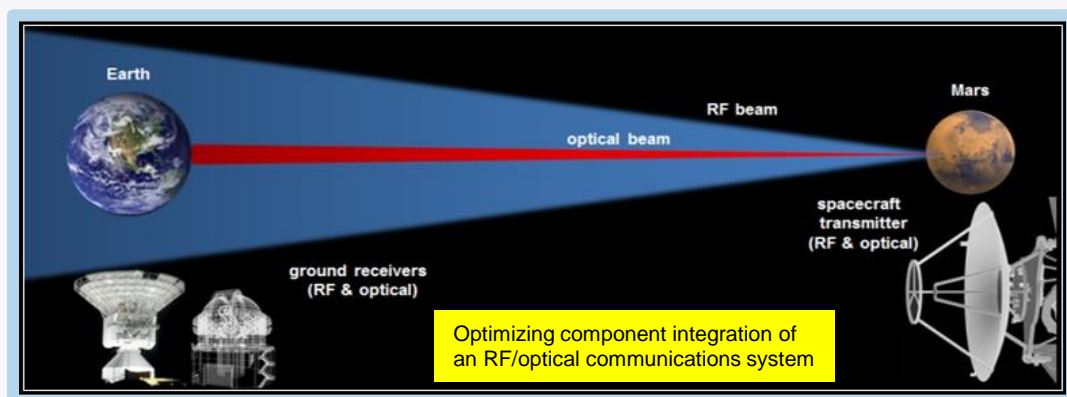 Earth
Mars
RF beam
optical beam
spacecraft
transmitter
(RF & optical)
ground receivers
(RF & optical)
Optimizing component integration of
an RF/optical communications system